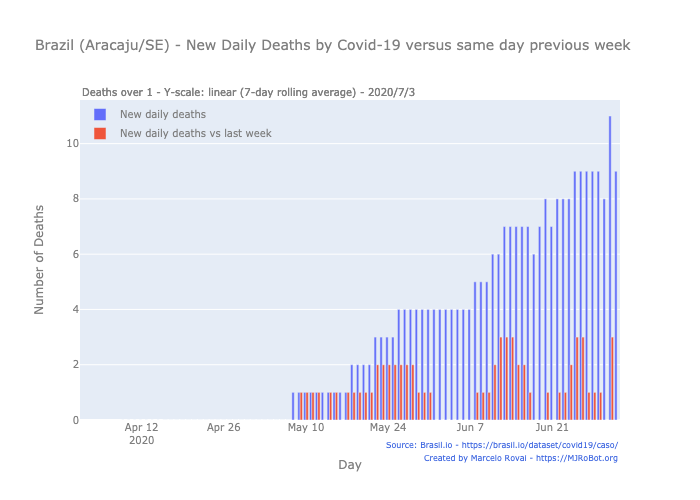 Brazil (Aracaju/SE) - New Daily Deaths by Covid-19 versus same day previous week
Deaths over 1 - Y-scale: linear (7-day rolling average) - 2020/7/3
New daily deaths
New daily deaths vs last week
10
8
6
4
2
0
Number of Deaths
Apr 12
2020
Apr 26
May 10
May 24
Jun 7
Jun 21
Day
Source: Brasil.io - https://brasil.io/dataset/covid19/caso/
Created by Marcelo Rovai - https://MJRoBot.org